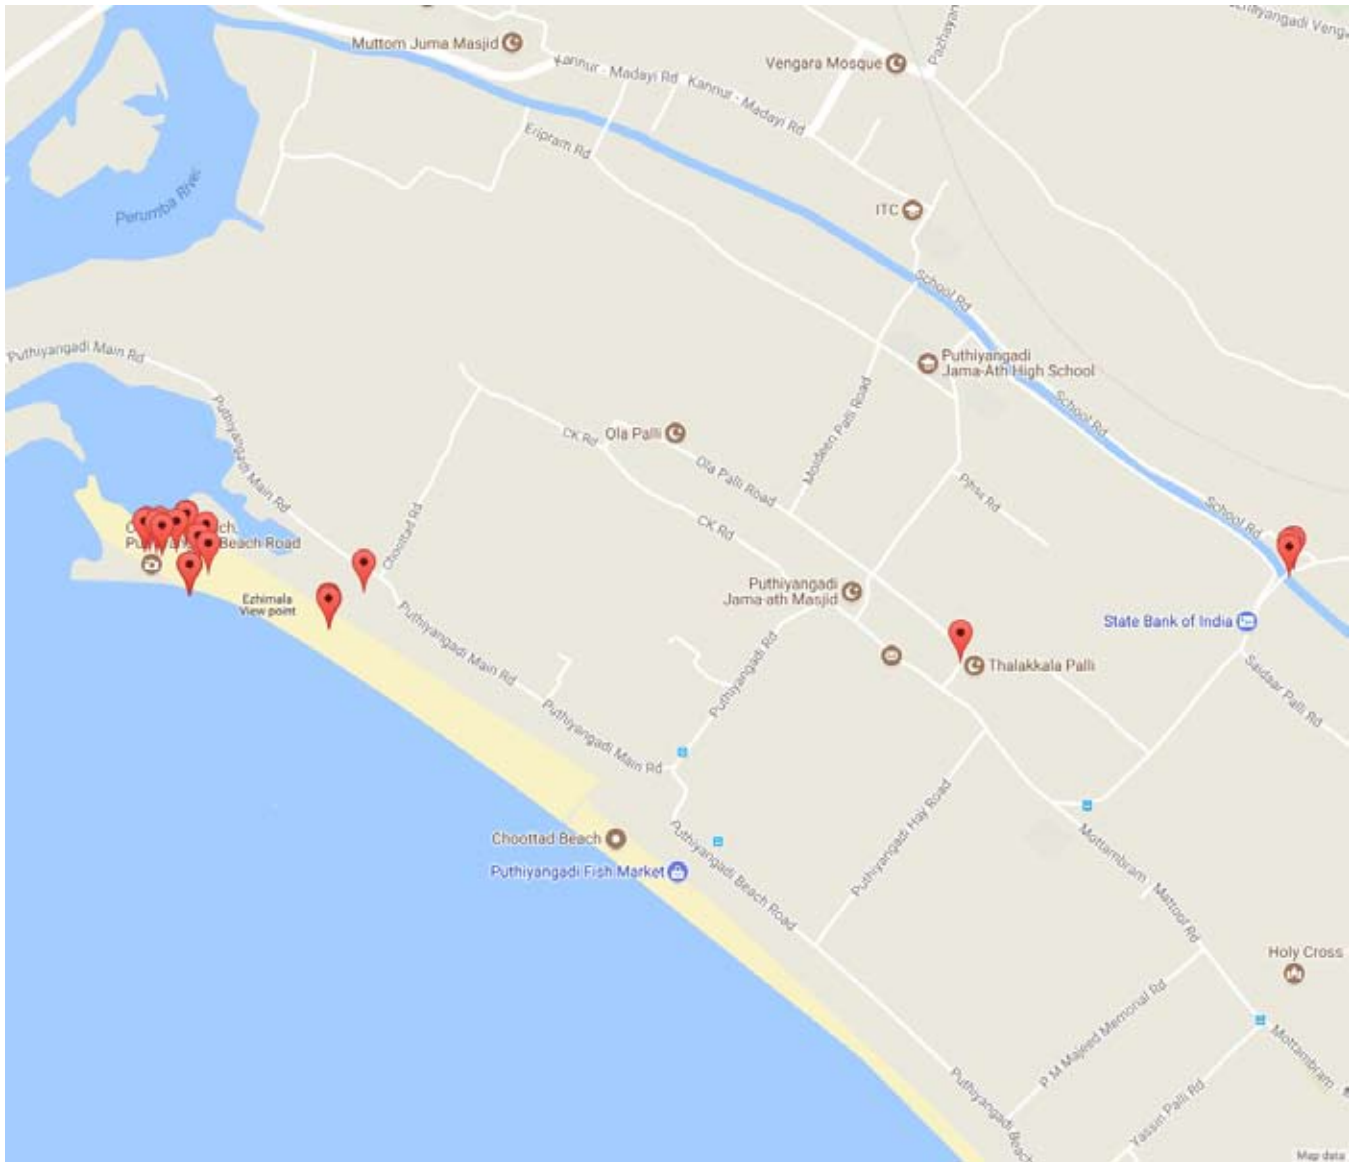 Muttom Juma Masjid
Vengara Mosque
Kannur - Madayi Rd
Kannur - Madayi Rd
Eripram Rd
Perumba River
ITC
School Rd
Puthiyangadi Main Rd
Puthiyangadi
Jama-Ath High School
School Rd
Puthiyangadi Main Rd
Moideen Palli Road
CK Rd
Ola Palli
Ola Palli Road
School Rd
CK Rd
Choottad Rd
Beach Road
Puthiyangadi
Jama-ath Masjid
Ezhimala
View point
State Bank of India
Puthiyangadi Main Rd
Puthiyangadi Rd
Thalakkala Palli
Saidaar Palli Rd
Puthiyangadi Main Rd
Puthiyangadi Hay Road
Choottad Beach
Puthiyangadi Fish Market
Puthiyangadi Beach Road
Mottambram
Mattool Rd
Holy Cross
P M Majeed Memorial Rd
Mottambram
Puthiyangadi Beach
Yassin Palli Rd
Map data